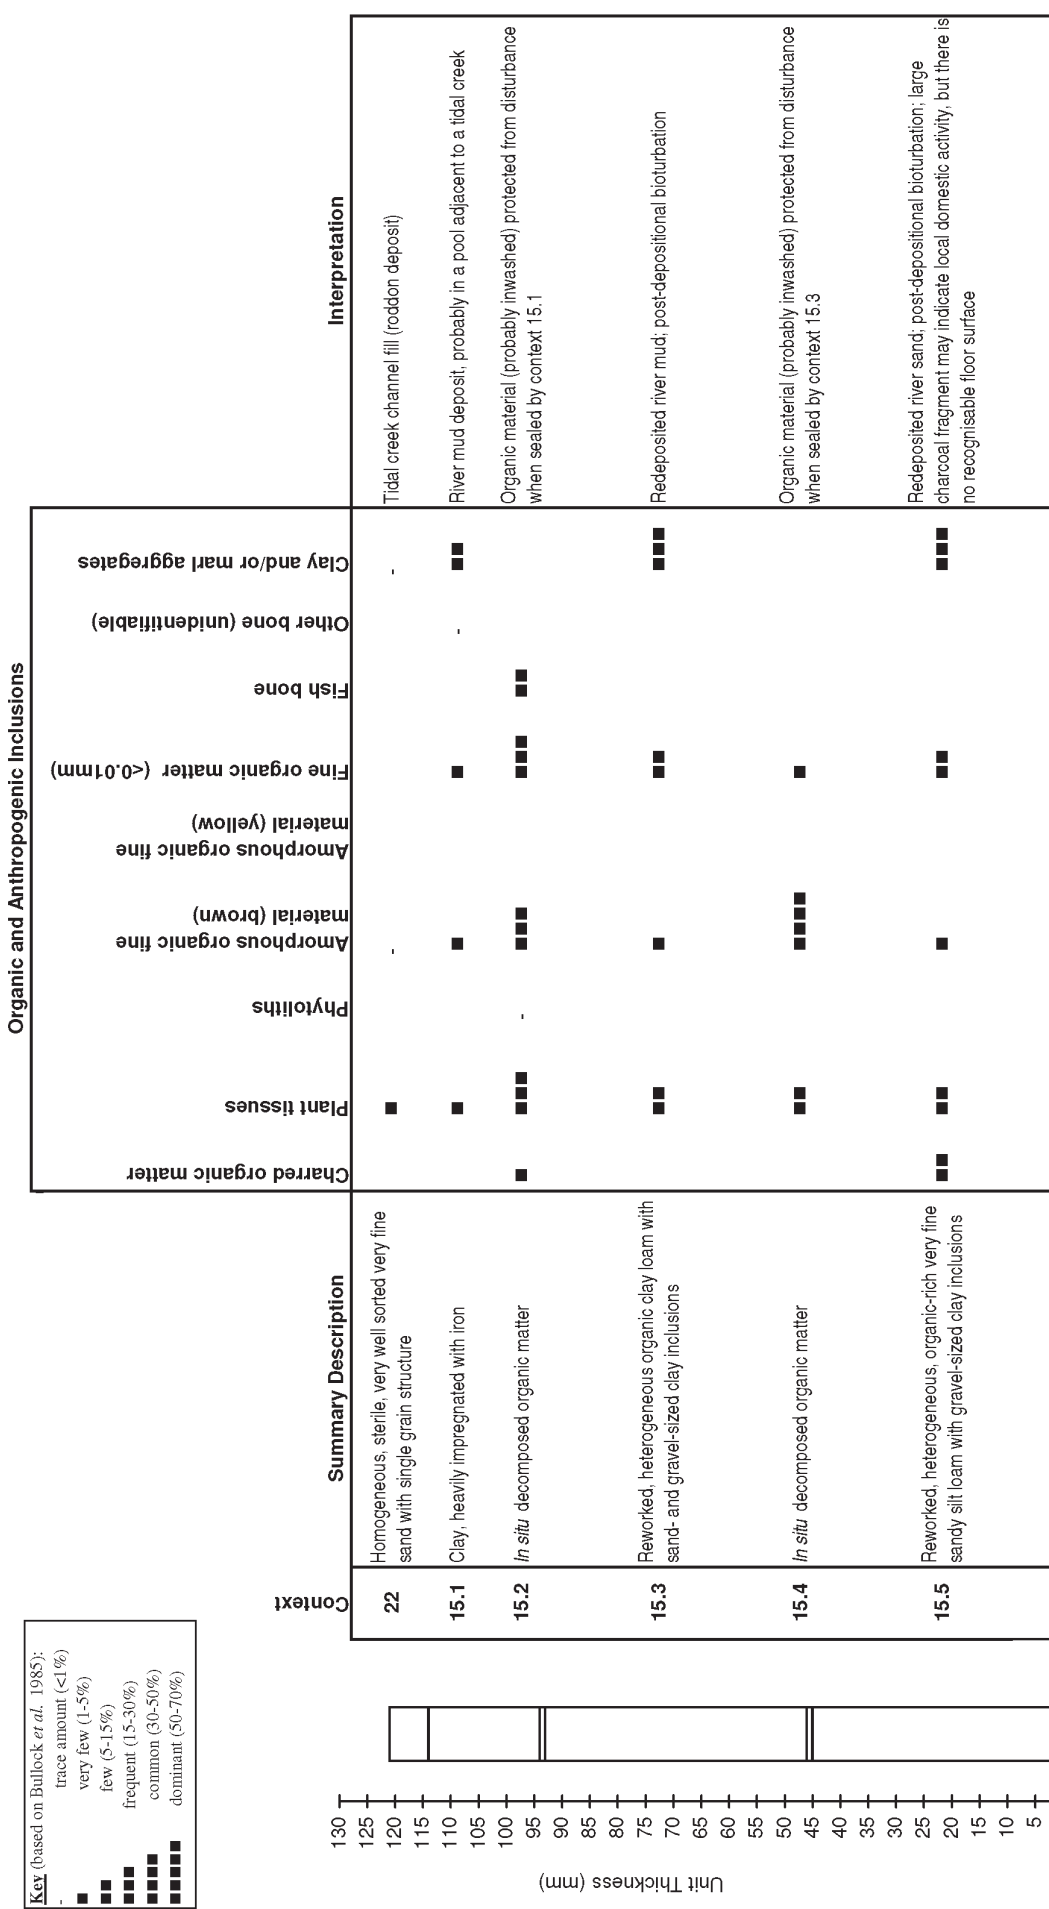 Key (based on Bullock et al. 1985):
- trace amount (<1%)
■ very few (1-5%)
■■ few (5-15%)
■■■ frequent (15-30%)
■■■■ common (30-50%)
■■■■■ dominant (50-70%)
Organic and Anthropogenic Inclusions
Unit Thickness (mm)
130
125
120
115
110
105
100
95
90
85
80
75
70
65
60
55
50
45
40
35
30
25
20
15
10
5
Context
Summary Description
Charred organic matter
Plant tissues
Phytoliths
Amorphous organic fine
material (brown)
Amorphous organic fine
material (yellow)
Fine organic matter (<0.01mm)
Fish bone
Other bone (unidentifiable)
Clay and/or marl aggregates
Interpretation
22
Homogeneous, sterile, very well sorted very fine
sand with single grain structure
■ - -
Tidal creek channel fill (roddon deposit)
15.1
Clay, heavily impregnated with iron
■ ■ ■ - ■■
River mud deposit, probably in a pool adjacent to a tidal creek
15.2
In situ decomposed organic matter
■ ■■■ - ■■■ ■■■ ■■
Organic material (probably inwashed) protected from disturbance
when sealed by context 15.1
15.3
Reworked, heterogeneous organic clay loam with
sand- and gravel-sized clay inclusions
■■ ■ ■■ ■■■
Redeposited river mud; post-depositional bioturbation
15.4
In situ decomposed organic matter
■■ ■■■■ ■
Organic material (probably inwashed) protected from disturbance
when sealed by context 15.3
15.5
Reworked, heterogeneous, organic-rich very fine
sandy silt loam with gravel-sized clay inclusions
■■ ■■ ■ ■■ ■■■
Redeposited river sand; post-depositional bioturbation; large
charcoal fragment may indicate local domestic activity, but there is
no recognisable floor surface